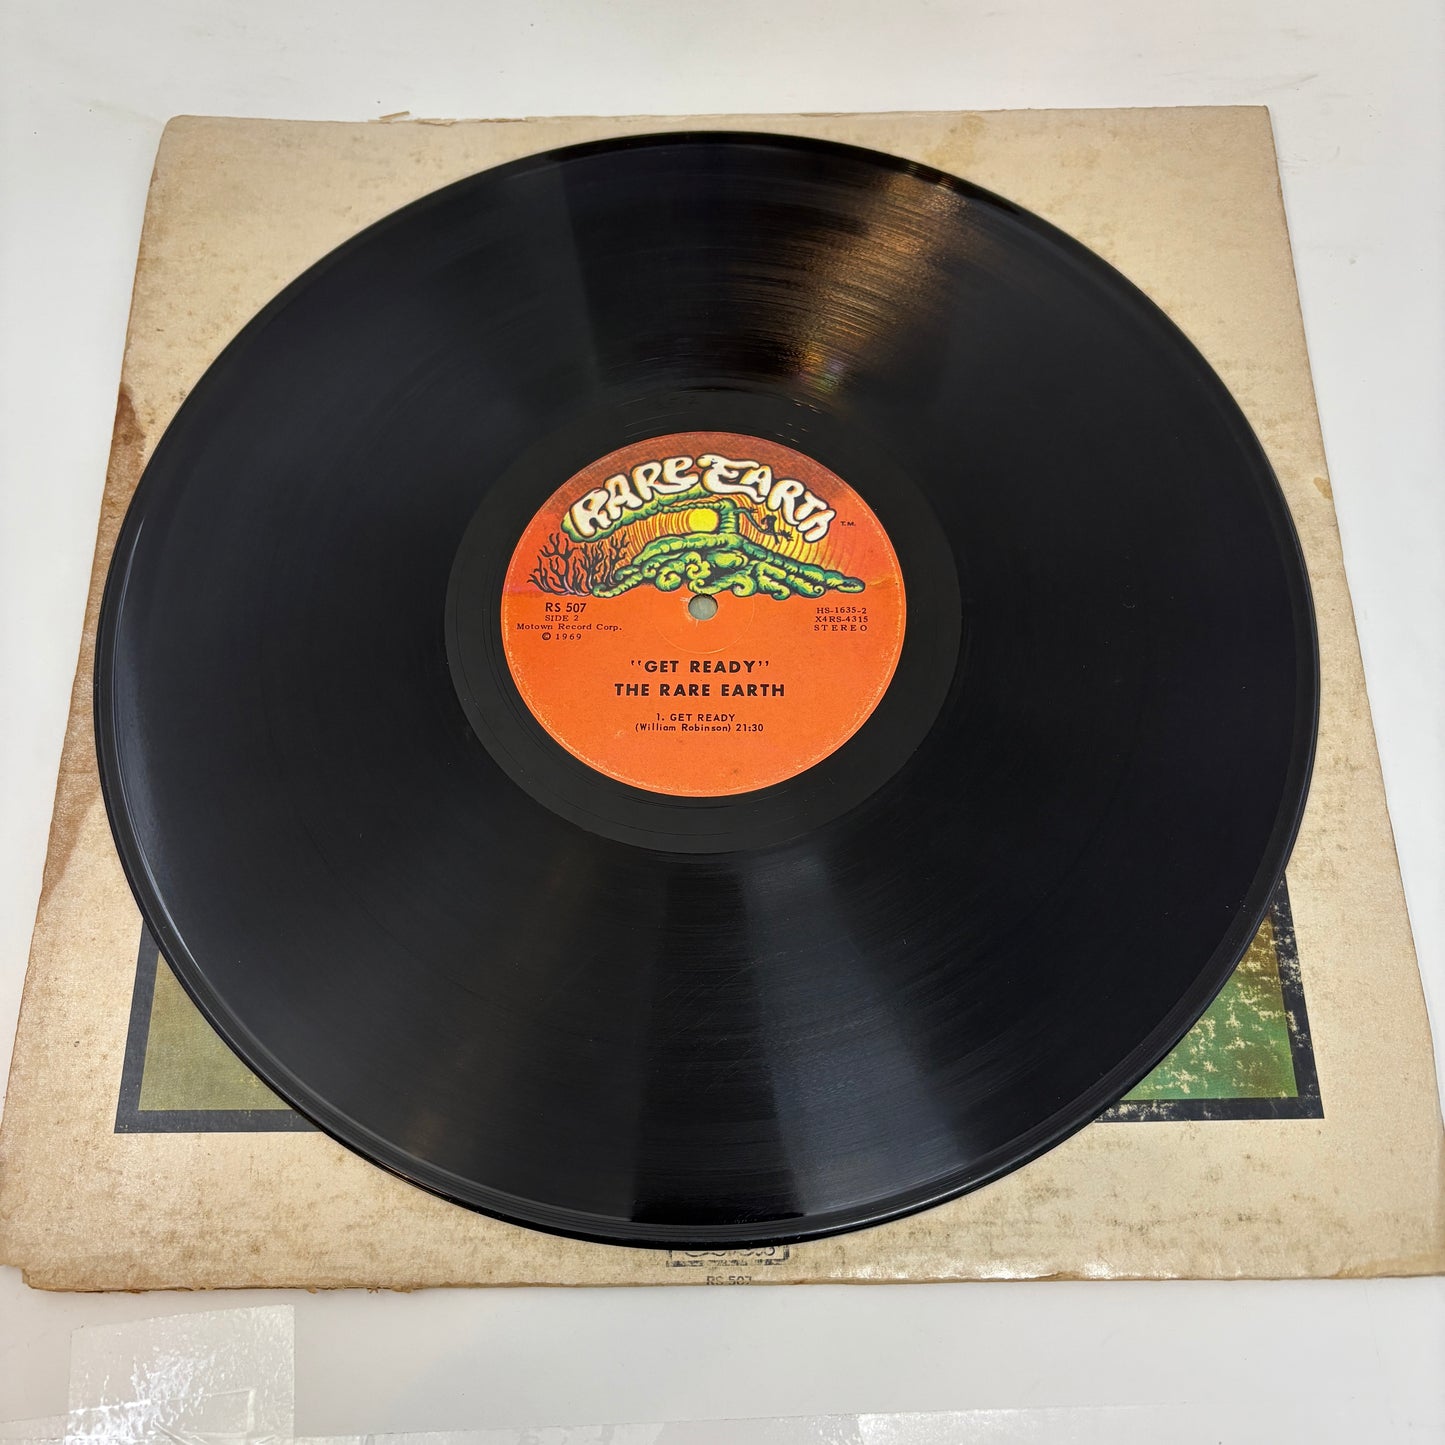 RARE EARTH
T.M.
RS 507
SIDE 2
Motown Record Corp.
© 1969
HS-1635-2
X4RS-4315
STEREO
"GET READY"
THE RARE EARTH
1. GET READY
(William Robinson) 21:30
RS 507